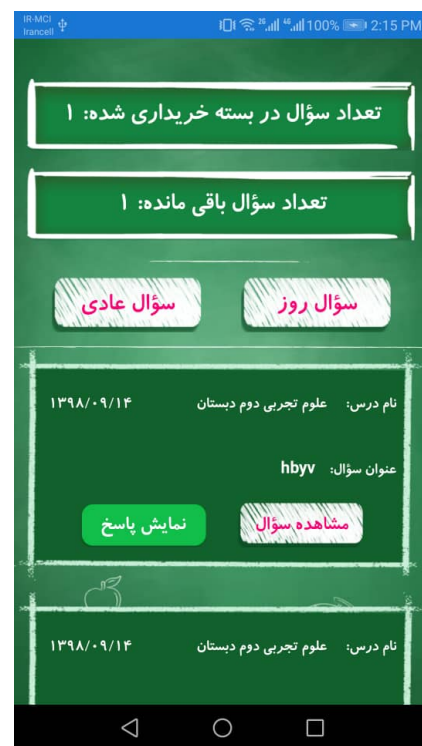 IR-MCI
Irancell
2G 4G 100% 2:15 PM
تعداد سؤال در بسته خریداری شده: ۱
تعداد سؤال باقی مانده: ۱
سؤال روز
سؤال عادی
نام درس: علوم تجربی دوم دبستان ۱۳۹۸/۰۹/۱۴
عنوان سؤال: hbyv
مشاهده سؤال
نمایش پاسخ
نام درس: علوم تجربی دوم دبستان ۱۳۹۸/۰۹/۱۴